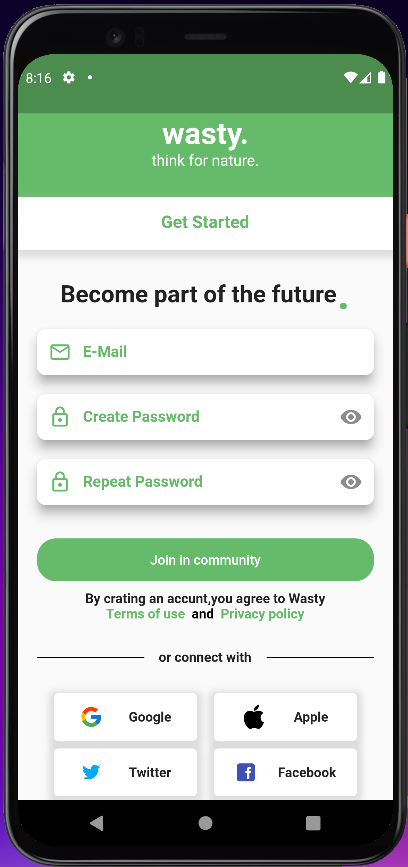 8:16
wasty.
think for nature.
Get Started
Become part of the future.
E-Mail
Create Password
Repeat Password
Join in community
By crating an accunt,you agree to Wasty
Terms of use and Privacy policy
or connect with
Google Apple
Twitter Facebook